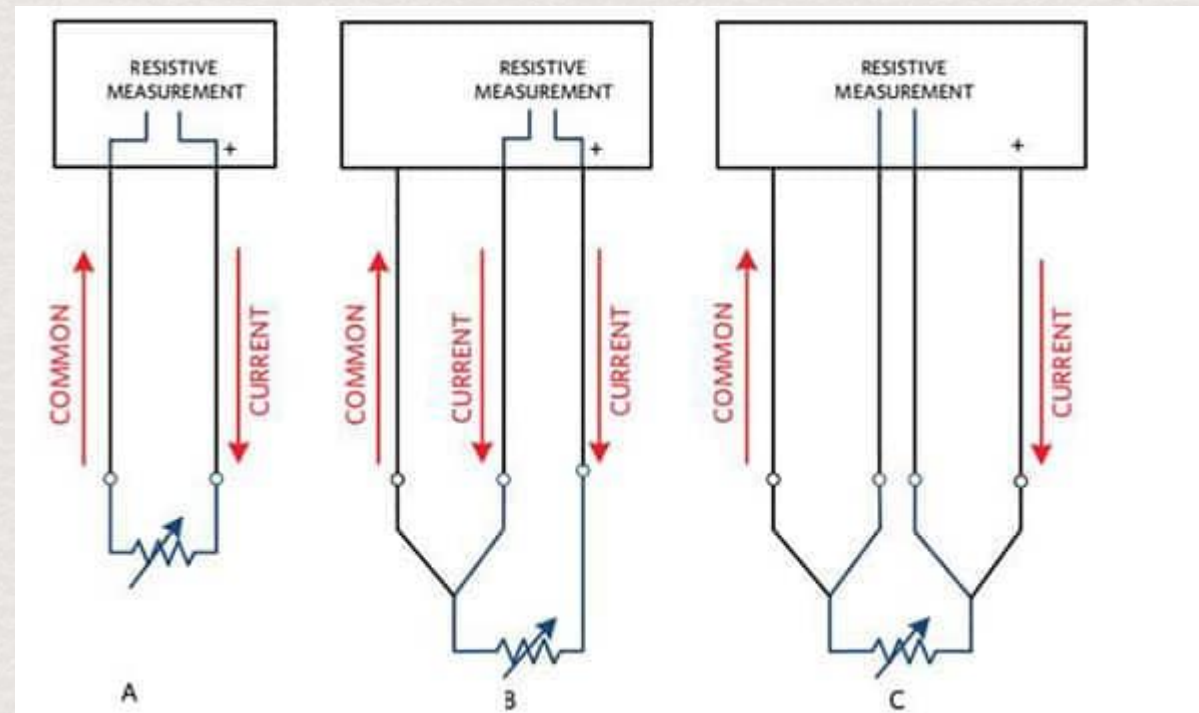 RESISTIVE
MEASUREMENT
+
COMMON
CURRENT
A
RESISTIVE
MEASUREMENT
+
COMMON
CURRENT
CURRENT
B
RESISTIVE
MEASUREMENT
+
COMMON
CURRENT
C